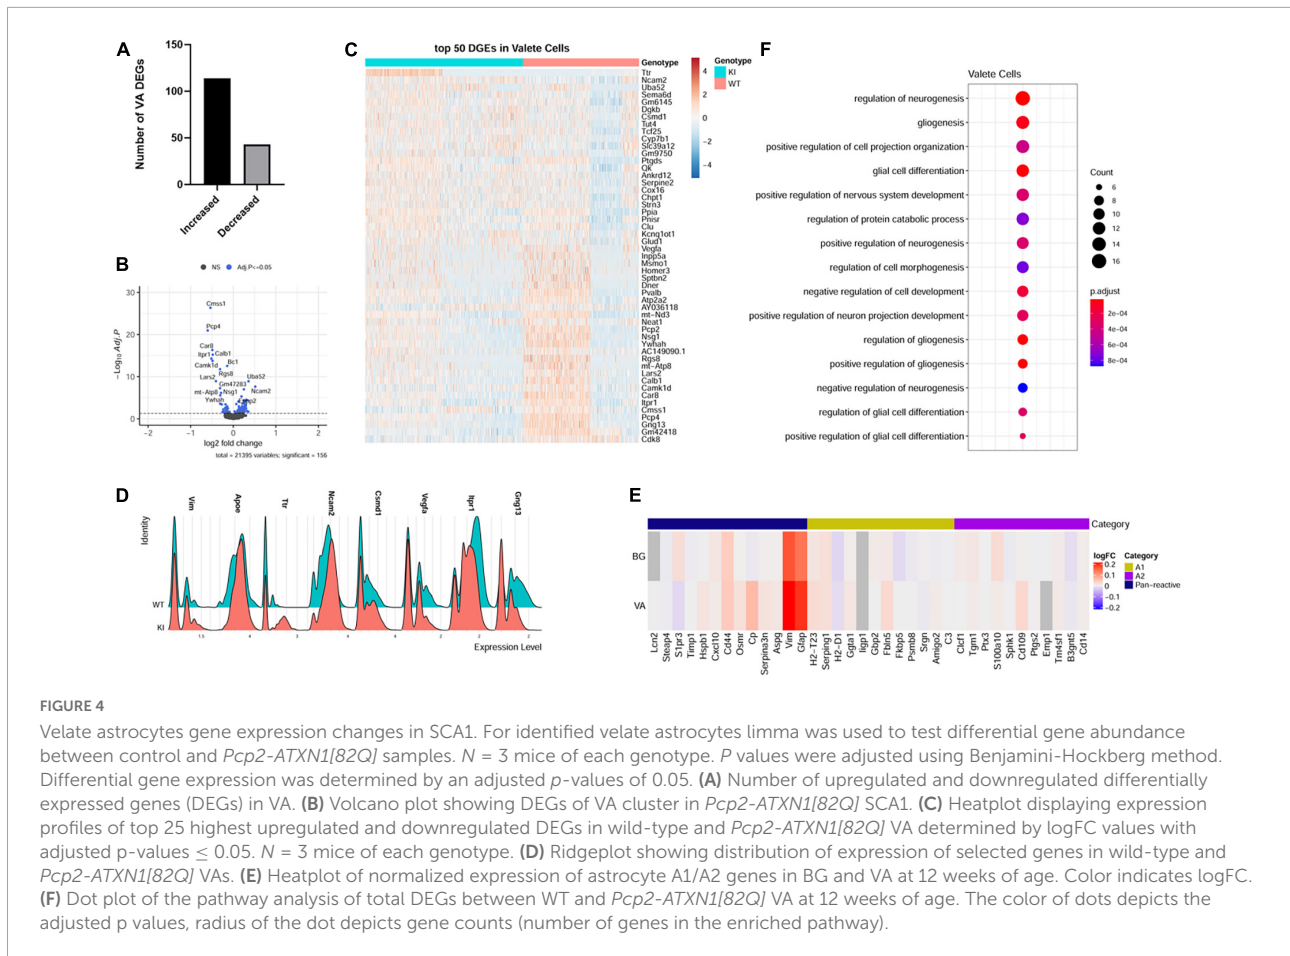 A
150
100
50
0
Number of VA DEGs
Increased
Decreased
B
NS
Adj.P<=0.05
30
20
10
0
−Log10 Adj.P
Cmss1
Pcp4
Car8
Itpr1
Calb1
Camk1d
Bc1
Rgs8
Lars2
Uba52
Gm47283
mt-Atp8
Nsg1
Ncam2
Ywhah
-2
-1
0
1
2
log2 fold change
total = 21395 variables; significant = 156
C
top 50 DGEs in Valete Cells
Genotype
Ttr
Ncam2
Uba52
Sema6d
Gm6145
Dgkb
Csmd1
Tut4
Tcf25
Cyp7b1
Slc39a12
Gm9750
Ptgds
Qk
Ankrd12
Serpine2
Cox16
Chpt1
Strn3
Ppia
Pnisr
Clu
Kcnq1ot1
Glud1
Vegfa
Inpp5a
Msmo1
Homer3
Sptbn2
Dner
Pvalb
Atp2a2
AY036118
mt-Nd3
Neat1
Pcp2
Nsg1
Ywhah
AC149090.1
Rgs8
mt-Atp8
Lars2
Calb1
Camk1d
Car8
Itpr1
Cmss1
Pcp4
Gng13
Gm42418
Cdk8
4
2
0
−2
−4
Genotype
KI
WT
F
Valete Cells
regulation of neurogenesis
gliogenesis
positive regulation of cell projection organization
glial cell differentiation
positive regulation of nervous system development
regulation of protein catabolic process
positive regulation of neurogenesis
regulation of cell morphogenesis
negative regulation of cell development
positive regulation of neuron projection development
regulation of gliogenesis
positive regulation of gliogenesis
negative regulation of neurogenesis
regulation of glial cell differentiation
positive regulation of glial cell differentiation
Count
6
8
10
12
14
16
p.adjust
2e−04
4e−04
6e−04
8e−04
D
Vim
Apoe
Ttr
Ncam2
Csmd1
Vegfa
Itpr1
Gng13
Identity
WT
KI
Expression Level
E
Category
BG
VA
Lcn2
Steap4
S1pr3
Timp1
Hspb1
Cxcl10
Cd44
Osmr
Cp
Serpina3n
Aspg
Vim
Gfap
H2−T23
Serping1
H2−D1
Ggta1
Iigp1
Gbp2
Fbln5
Fkbp5
Psmb8
Srgn
Amigo2
C3
Clcf1
Tgm1
Ptx3
S100a10
Sphk1
Cd109
Ptgs2
Emp1
Tm4sf1
B3gnt5
Cd14
logFC
0.2
0.1
0
−0.1
−0.2
Category
A1
A2
Pan-reactive
FIGURE 4
Velate astrocytes gene expression changes in SCA1. For identified velate astrocytes limma was used to test differential gene abundance
between control and Pcp2-ATXN1[82Q] samples. N = 3 mice of each genotype. P values were adjusted using Benjamini-Hockberg method.
Differential gene expression was determined by an adjusted p-values of 0.05. (A) Number of upregulated and downregulated differentially
expressed genes (DEGs) in VA. (B) Volcano plot showing DEGs of VA cluster in Pcp2-ATXN1[82Q] SCA1. (C) Heatplot displaying expression
profiles of top 25 highest upregulated and downregulated DEGs in wild-type and Pcp2-ATXN1[82Q] VA determined by logFC values with
adjusted p-values ≤ 0.05. N = 3 mice of each genotype. (D) Ridgeplot showing distribution of expression of selected genes in wild-type and
Pcp2-ATXN1[82Q] VAs. (E) Heatplot of normalized expression of astrocyte A1/A2 genes in BG and VA at 12 weeks of age. Color indicates logFC.
(F) Dot plot of the pathway analysis of total DEGs between WT and Pcp2-ATXN1[82Q] VA at 12 weeks of age. The color of dots depicts the
adjusted p values, radius of the dot depicts gene counts (number of genes in the enriched pathway).